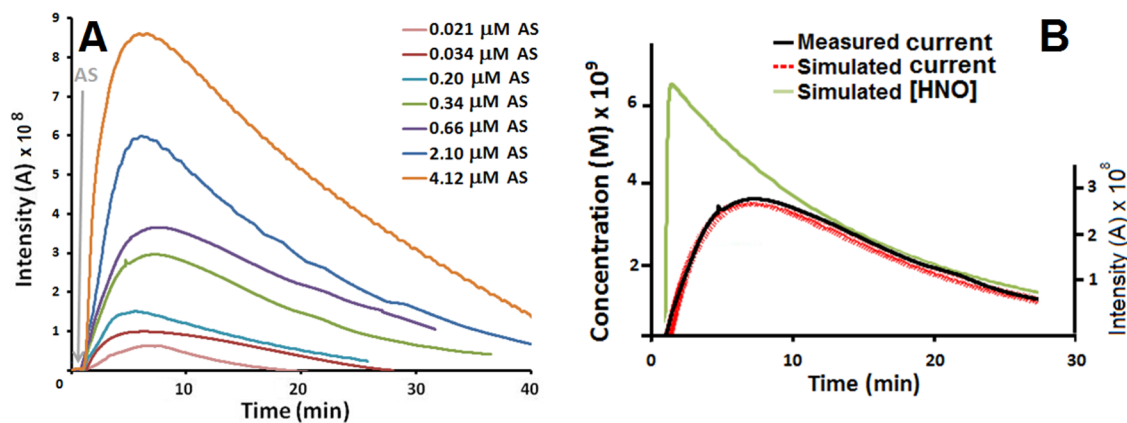 A
AS
0.021 μM AS
0.034 μM AS
0.20 μM AS
0.34 μM AS
0.66 μM AS
2.10 μM AS
4.12 μM AS
Intensity (A) x 10⁸
9
8
7
6
5
4
3
2
1
0
0
10
20
30
40
Time (min)
B
Measured current
Simulated current
Simulated [HNO]
Concentration (M) x 10⁹
6
4
2
0
0
10
20
30
Time (min)
Intensity (A) x 10⁸
3
2
1
0